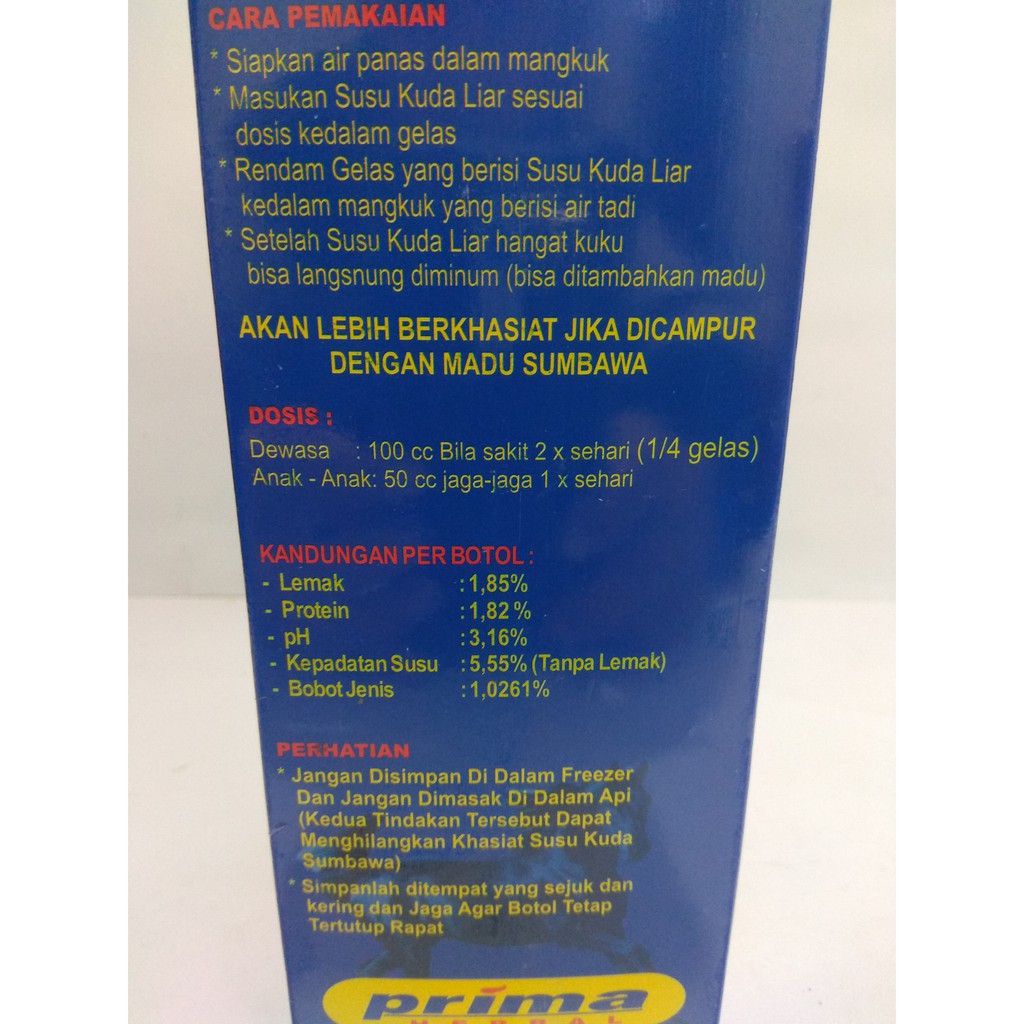 CARA PEMAKAIAN
* Siapkan air panas dalam mangkuk
* Masukan Susu Kuda Liar sesuai
dosis kedalam gelas
* Rendam Gelas yang berisi Susu Kuda Liar
kedalam mangkuk yang berisi air tadi
* Setelah Susu Kuda Liar hangat kuku
bisa langsnung diminum (bisa ditambahkan madu)
AKAN LEBIH BERKHASIAT JIKA DICAMPUR
DENGAN MADU SUMBAWA
DOSIS :
Dewasa : 100 cc Bila sakit 2 x sehari (1/4 gelas)
Anak - Anak: 50 cc jaga-jaga 1 x sehari
KANDUNGAN PER BOTOL :
- Lemak : 1,85%
- Protein : 1,82 %
- pH : 3,16%
- Kepadatan Susu : 5,55% (Tanpa Lemak)
- Bobot Jenis : 1,0261%
PERHATIAN
* Jangan Disimpan Di Dalam Freezer
Dan Jangan Dimasak Di Dalam Api
(Kedua Tindakan Tersebut Dapat
Menghilangkan Khasiat Susu Kuda
Sumbawa)
* Simpanlah ditempat yang sejuk dan
kering dan Jaga Agar Botol Tetap
Tertutup Rapat
prima
HERBAL